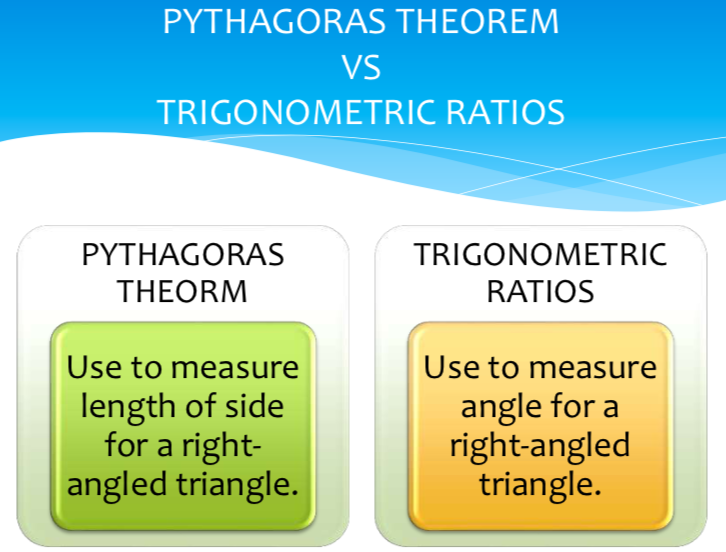 PYTHAGORAS THEOREM
VS
TRIGONOMETRIC RATIOS
PYTHAGORAS
THEORM
Use to measure
length of side
for a right-
angled triangle.
TRIGONOMETRIC
RATIOS
Use to measure
angle for a
right-angled
triangle.